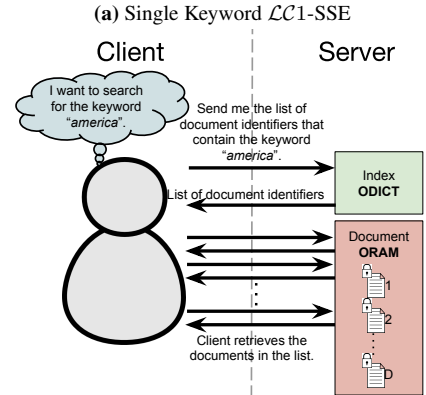 (a) Single Keyword ℒ𝒞1-SSE
Client
Server
I want to search
for the keyword
"america".
Send me the list of
document identifiers that
contain the keyword
"america".
List of document identifiers
Index
ODICT
Document
ORAM
1
2
D
Client retrieves the
documents in the list.